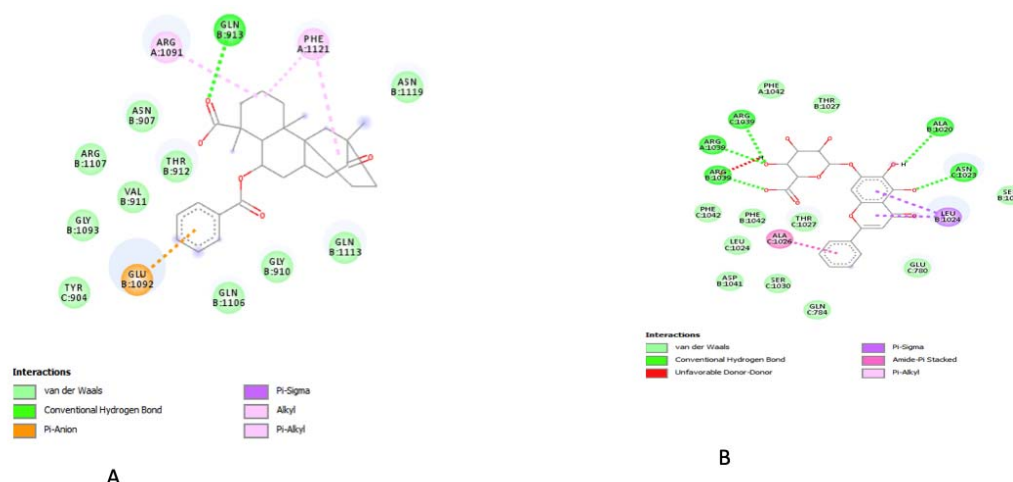 GLN
B:913
ARG
A:1091
PHE
A:1121
ASN
B:1119
ASN
B:907
ARG
B:1107
THR
B:912
VAL
B:911
GLY
B:1093
GLU
B:1092
TYR
C:904
GLN
B:1106
GLY
B:910
GLN
B:1113
Interactions
van der Waals
Conventional Hydrogen Bond
Pi-Anion
Pi-Sigma
Alkyl
Pi-Alkyl
A
PHE
A:1042
THR
B:1027
ARG
C:1039
ARG
A:1039
ARG
B:1039
ALA
B:1020
ASN
C:1023
LEU
B:1024
PHE
C:1042
PHE
B:1042
THR
C:1027
LEU
C:1024
ALA
C:1026
GLU
C:780
ASP
B:1041
SER
C:1030
GLN
C:784
H
H
Interactions
van der Waals
Conventional Hydrogen Bond
Unfavorable Donor-Donor
Pi-Sigma
Amide-Pi Stacked
Pi-Alkyl
B